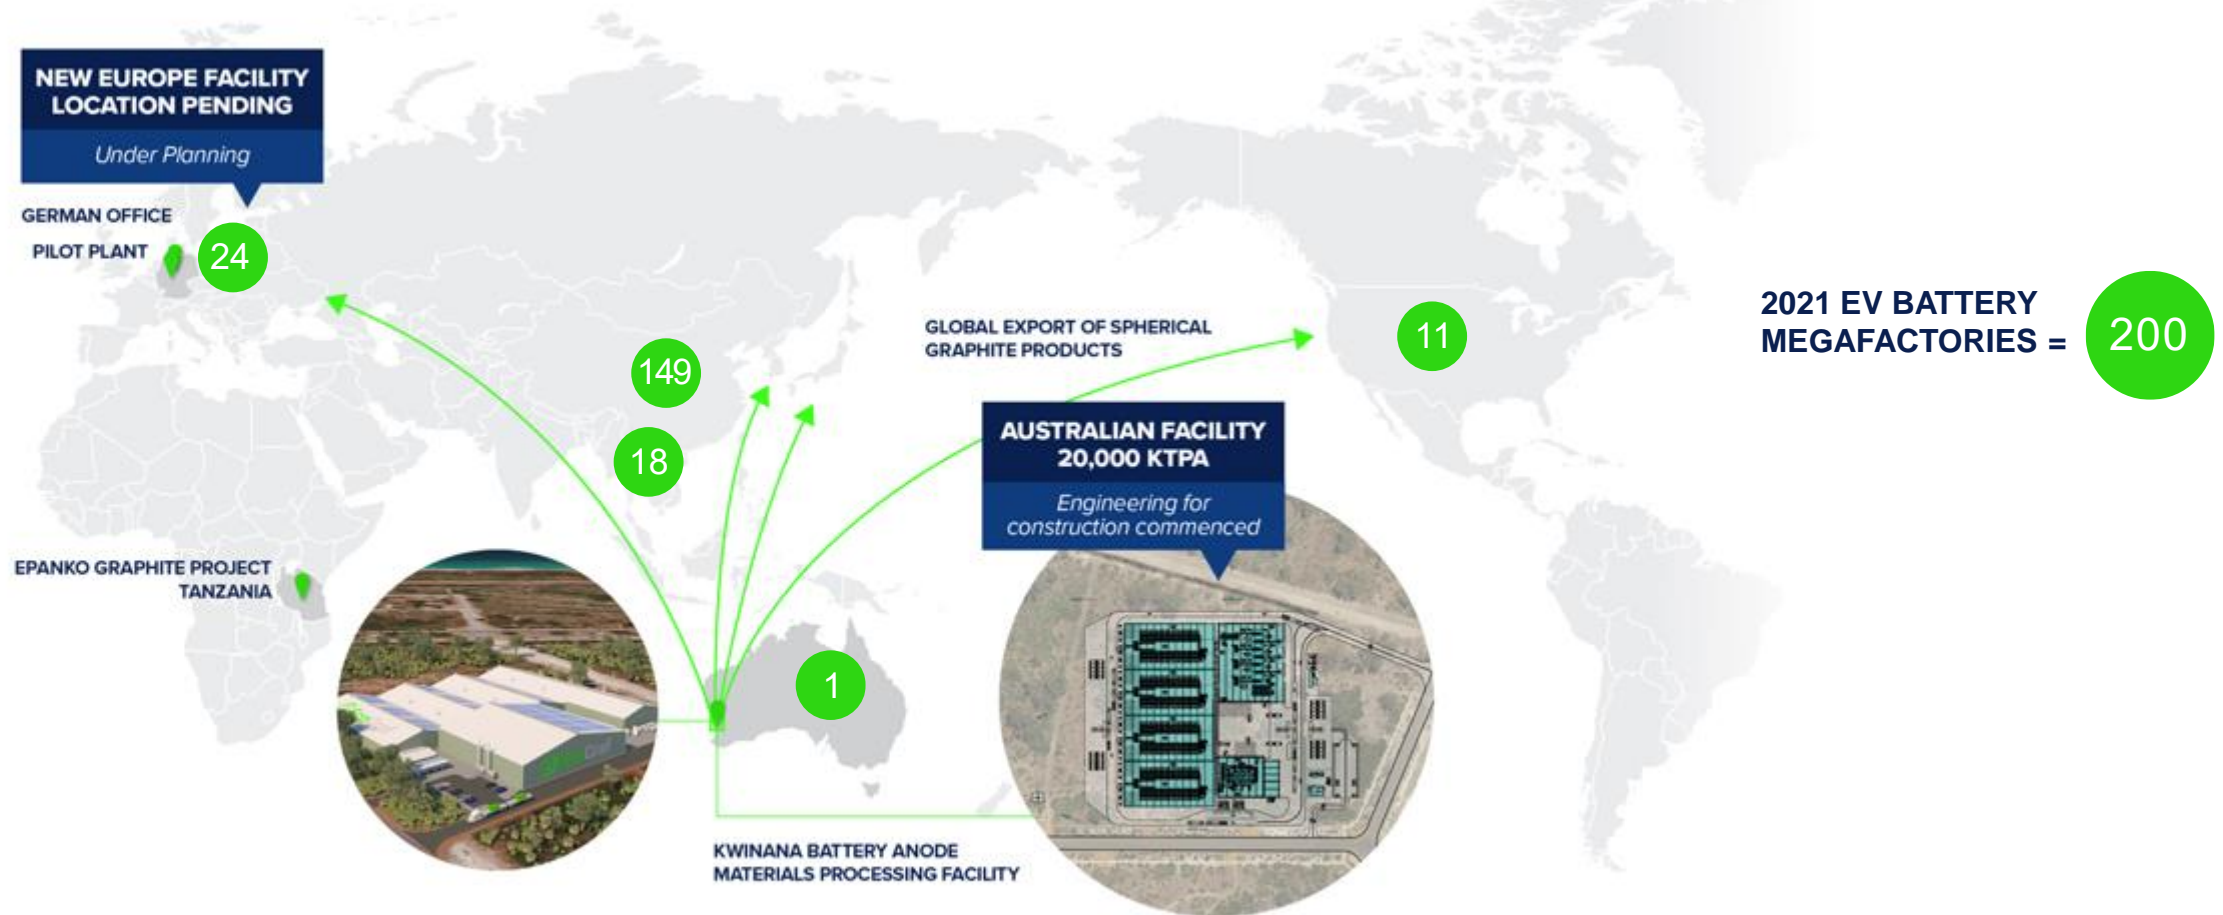 NEW EUROPE FACILITY
LOCATION PENDING
Under Planning
GERMAN OFFICE
PILOT PLANT
24
149
18
GLOBAL EXPORT OF SPHERICAL
GRAPHITE PRODUCTS
11
2021 EV BATTERY
MEGAFACTORIES =
200
AUSTRALIAN FACILITY
20,000 KTPA
Engineering for
construction commenced
EPANKO GRAPHITE PROJECT
TANZANIA
1
KWINANA BATTERY ANODE
MATERIALS PROCESSING FACILITY